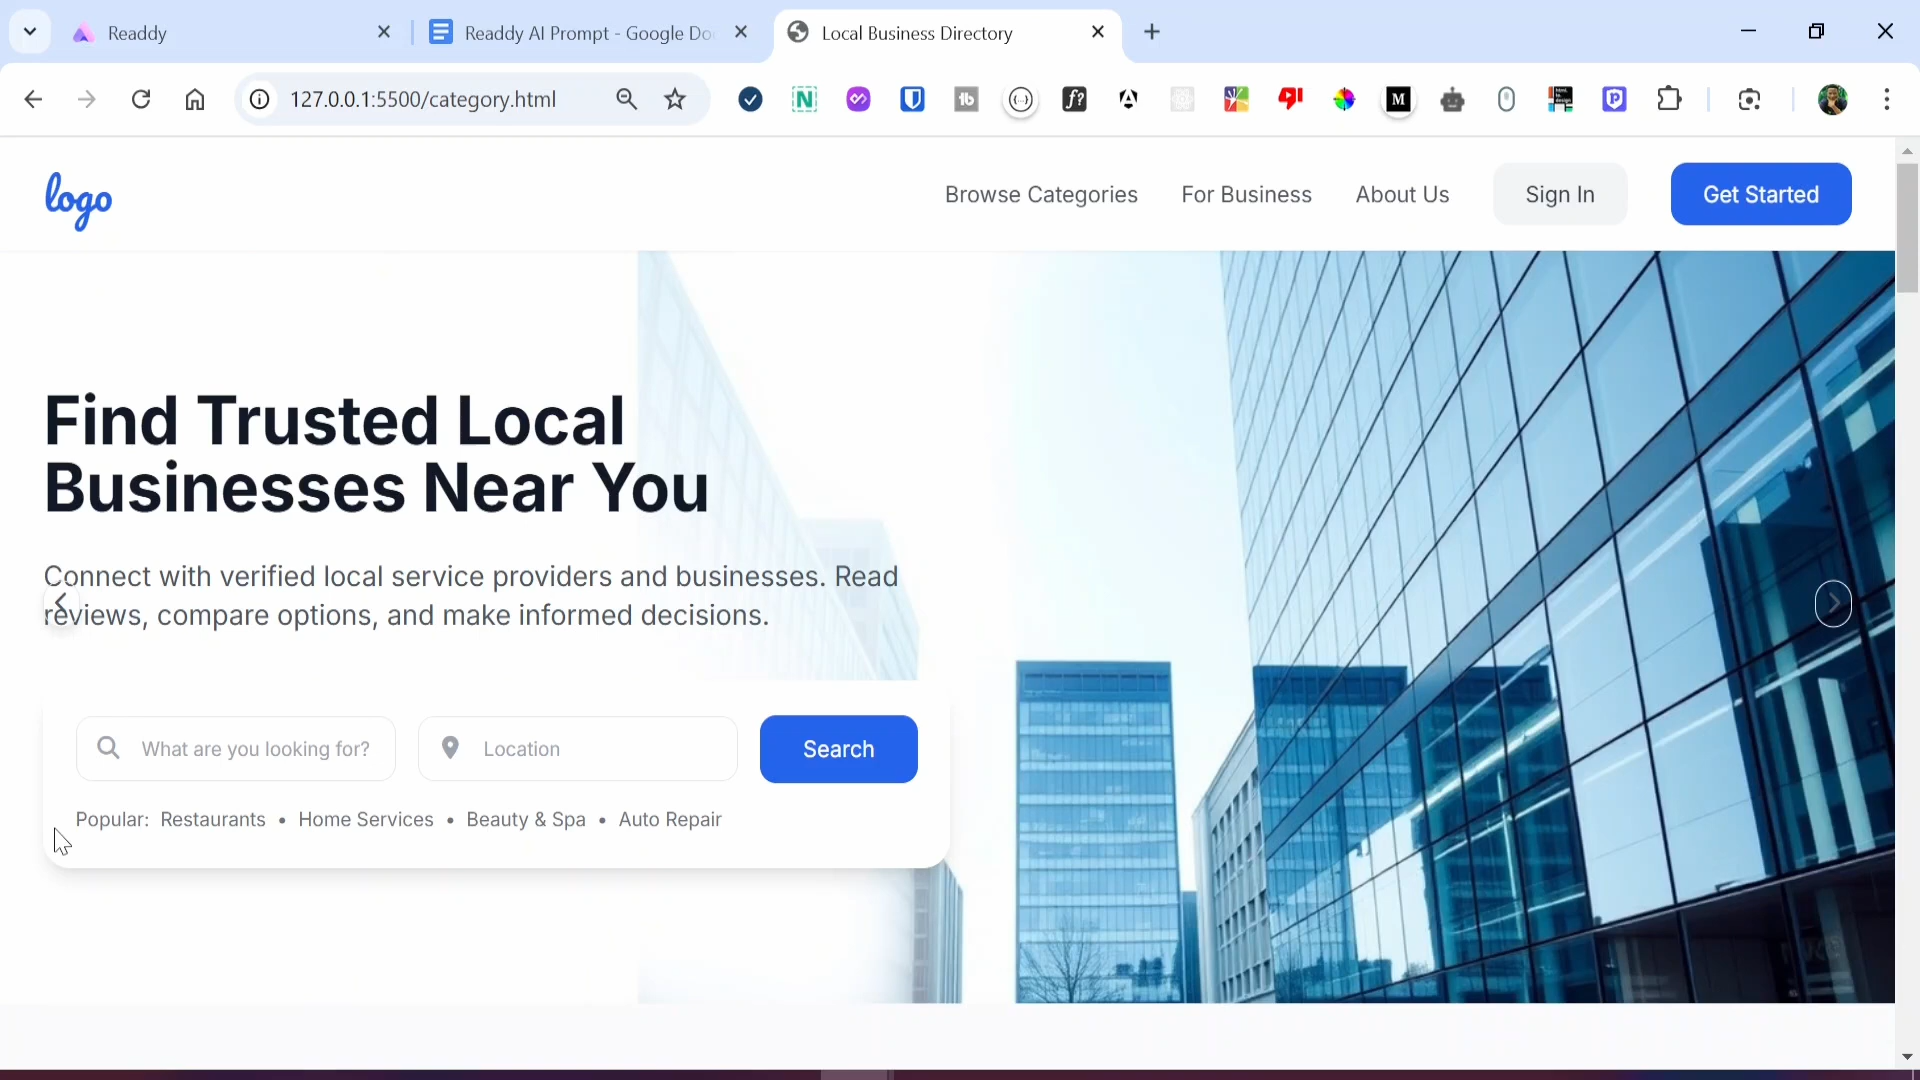 Readdy
Readdy AI Prompt - Google Do
Local Business Directory
127.0.0.1:5500/category.html
logo
Browse Categories
For Business
About Us
Sign In
Get Started
Find Trusted Local
Businesses Near You
Connect with verified local service providers and businesses. Read
reviews, compare options, and make informed decisions.
What are you looking for?
Location
Search
Popular: Restaurants • Home Services • Beauty & Spa • Auto Repair